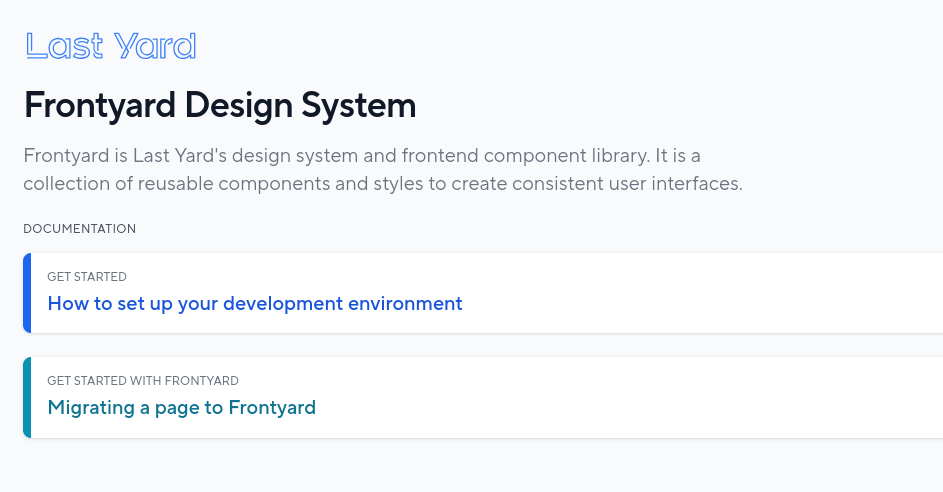 Last Yard
Frontyard Design System
Frontyard is Last Yard's design system and frontend component library. It is a
collection of reusable components and styles to create consistent user interfaces.
DOCUMENTATION
GET STARTED
How to set up your development environment
GET STARTED WITH FRONTYARD
Migrating a page to Frontyard